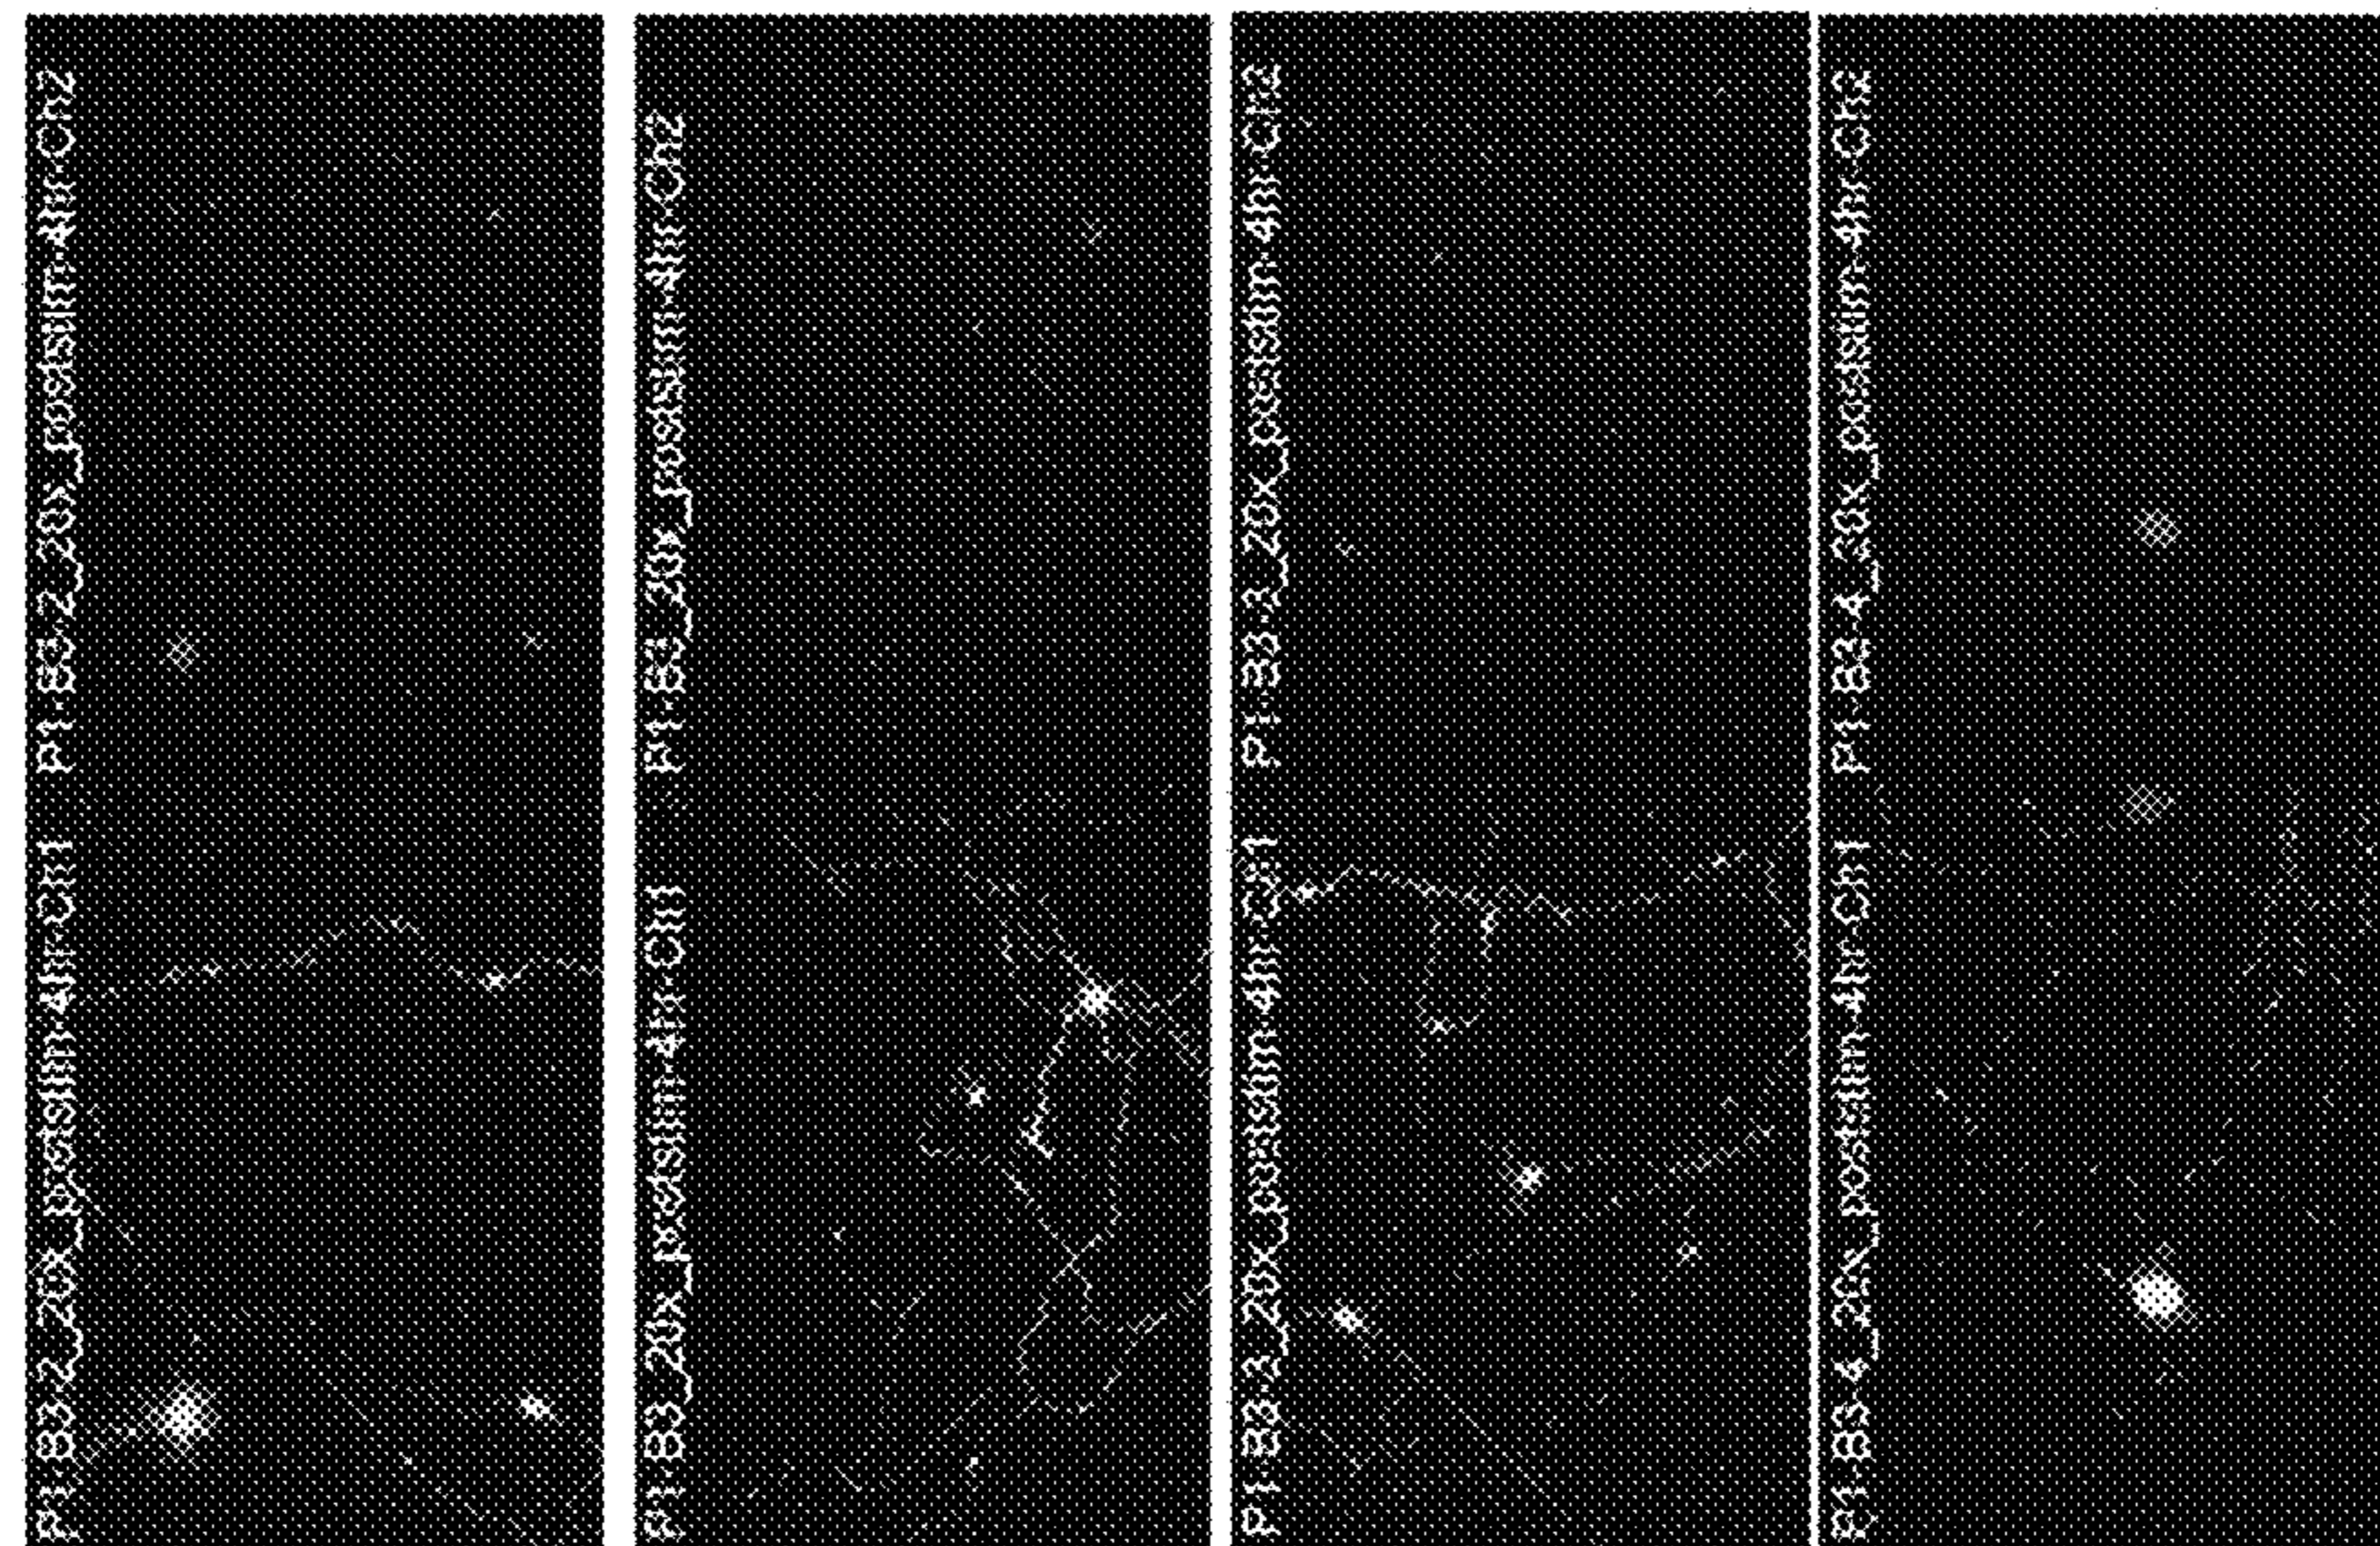 P1-B3-2_20x_poststim-4hr-Ch1
P1-B3-2_20x_poststim-4hr-Ch2
P1-B3_20x_poststim-4hr-Ch1
P1-B3_20x_poststim-4hr-Ch2
P1-B3-3_20x_poststim-4hr-Ch1
P1-B3-3_20x_poststim-4hr-Ch2
P1-B3-4_20x_poststim-4hr-Ch1
P1-B3-4_20x_poststim-4hr-Ch2